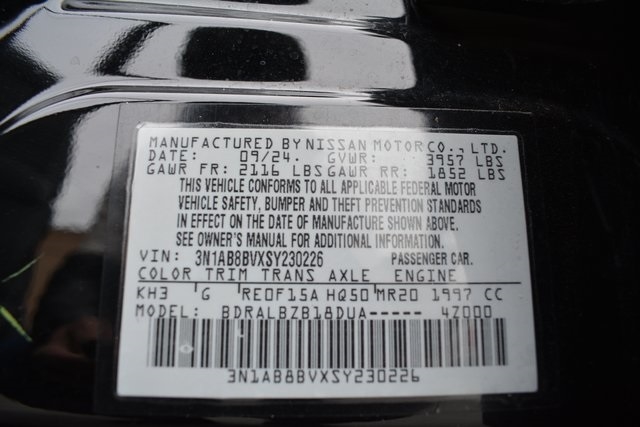 MANUFACTURED BY NISSAN MOTOR CO., LTD.
DATE: 09/24. GVWR: 3957 LBS
GAWR FR: 2116 LBS GAWR RR: 1852 LBS
THIS VEHICLE CONFORMS TO ALL APPLICABLE FEDERAL MOTOR
VEHICLE SAFETY, BUMPER AND THEFT PREVENTION STANDARDS
IN EFFECT ON THE DATE OF MANUFACTURE SHOWN ABOVE.
SEE OWNER'S MANUAL FOR ADDITIONAL INFORMATION.
VIN: 3N1AB8BVXSY230226 PASSENGER CAR.
COLOR TRIM TRANS AXLE ENGINE
KH3 G RE0F15A HQ50 MR20 1997 CC
MODEL: BDRALBZB18DUA----- 4Z000
3N1AB8BVXSY230226